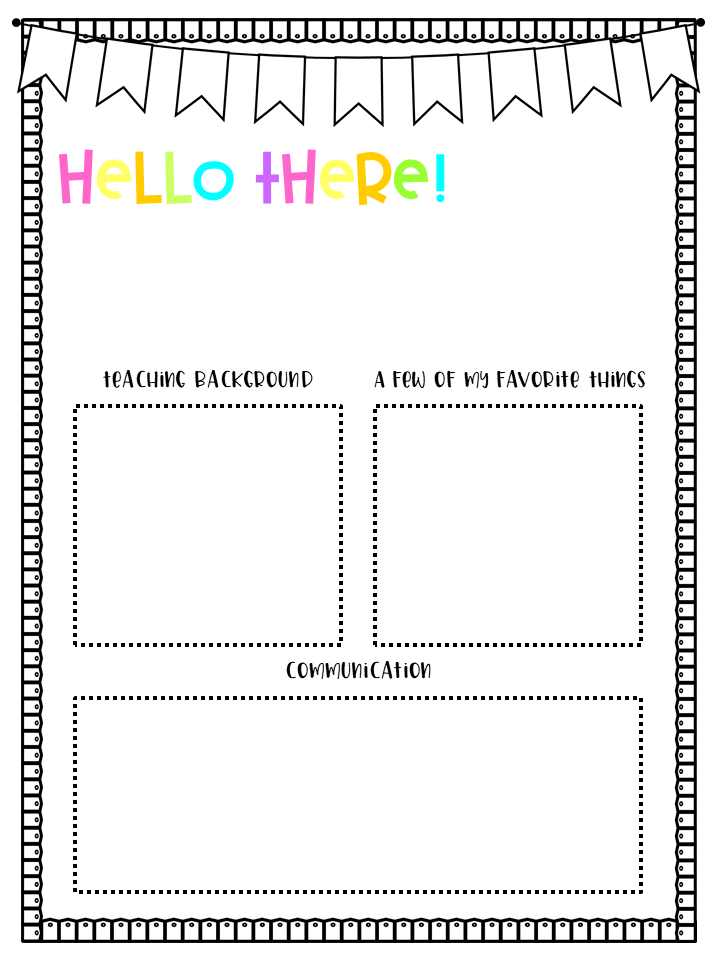 HeLLo tHeRe!
teACHiNG BACKGROUND
A FeW OF MY FAVORite tHiNGS
COMMUNiCAtiON